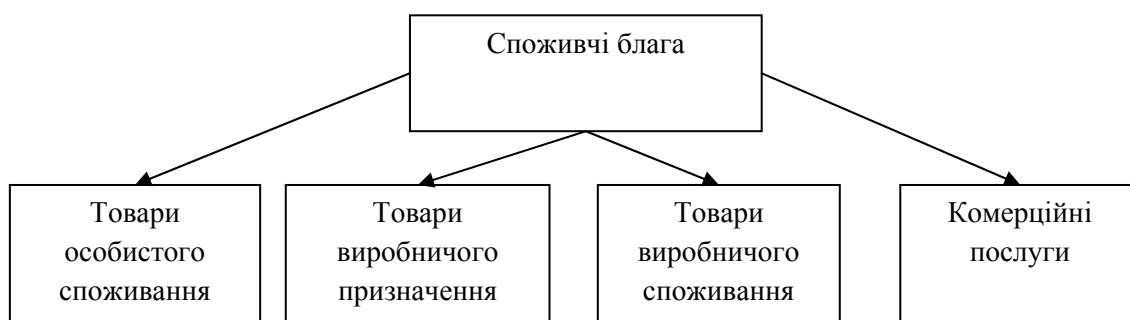 Споживчі блага
Товари
особистого
споживання
Товари
виробничого
призначення
Товари
виробничого
споживання
Комерційні
послуги